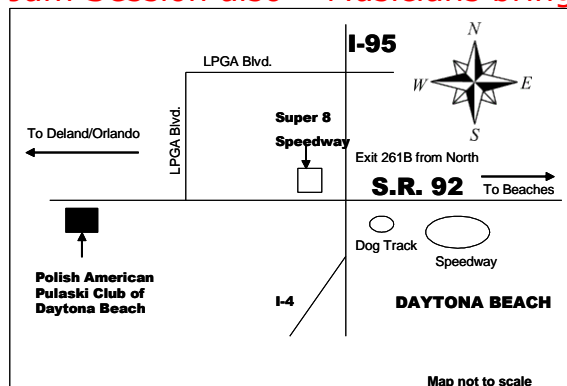 Jam Session also – Musicians bring
I-95
N
W
E
S
LPGA Blvd.
LPGA Blvd.
To Deland/Orlando
Super 8
Speedway
Exit 261B from North
S.R. 92
To Beaches
Dog Track
Speedway
Polish American
Pulaski Club of
Daytona Beach
I-4
DAYTONA BEACH
Map not to scale